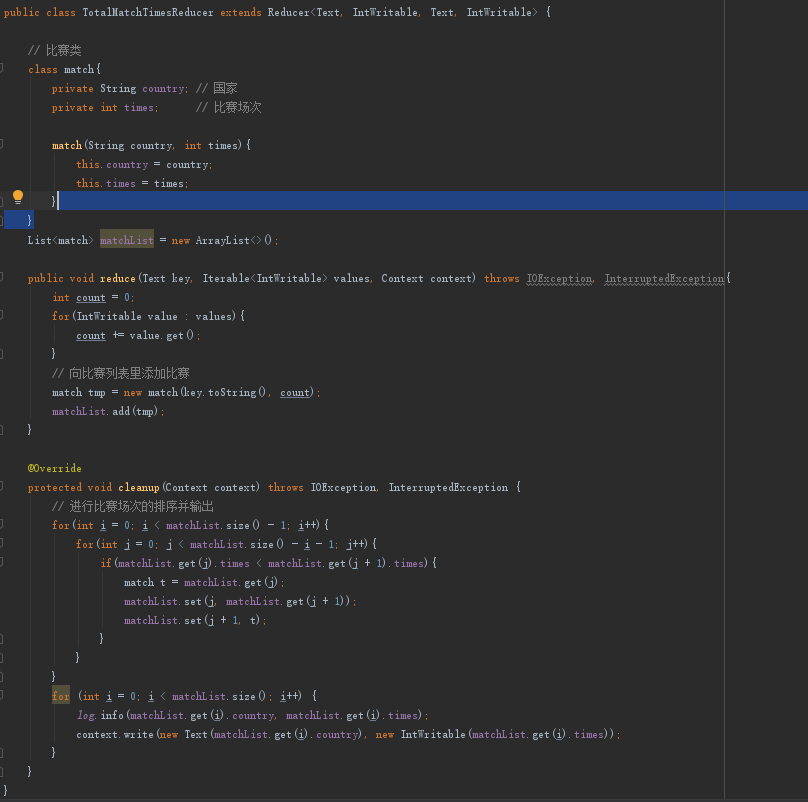 public class TotalMatchTimesReducer extends Reducer<Text, IntWritable, Text, IntWritable> {
// 比赛类
class match{
private String country; // 国家
private int times; // 比赛场次
match(String country, int times){
this.country = country;
this.times = times;
}
}
List<match> matchList = new ArrayList<>();
public void reduce(Text key, Iterable<IntWritable> values, Context context) throws IOException, InterruptedException{
int count = 0;
for(IntWritable value : values){
count += value.get();
}
// 向比赛列表里添加比赛
match tmp = new match(key.toString(), count);
matchList.add(tmp);
}
@Override
protected void cleanup(Context context) throws IOException, InterruptedException {
// 进行比赛场次的排序并输出
for(int i = 0; i < matchList.size() - 1; i++){
for(int j = 0; j < matchList.size() - i - 1; j++){
if(matchList.get(j).times < matchList.get(j + 1).times){
match t = matchList.get(j);
matchList.set(j, matchList.get(j + 1));
matchList.set(j + 1, t);
}
}
}
for (int i = 0; i < matchList.size(); i++) {
log.info(matchList.get(i).country, matchList.get(i).times);
context.write(new Text(matchList.get(i).country), new IntWritable(matchList.get(i).times));
}
}
}